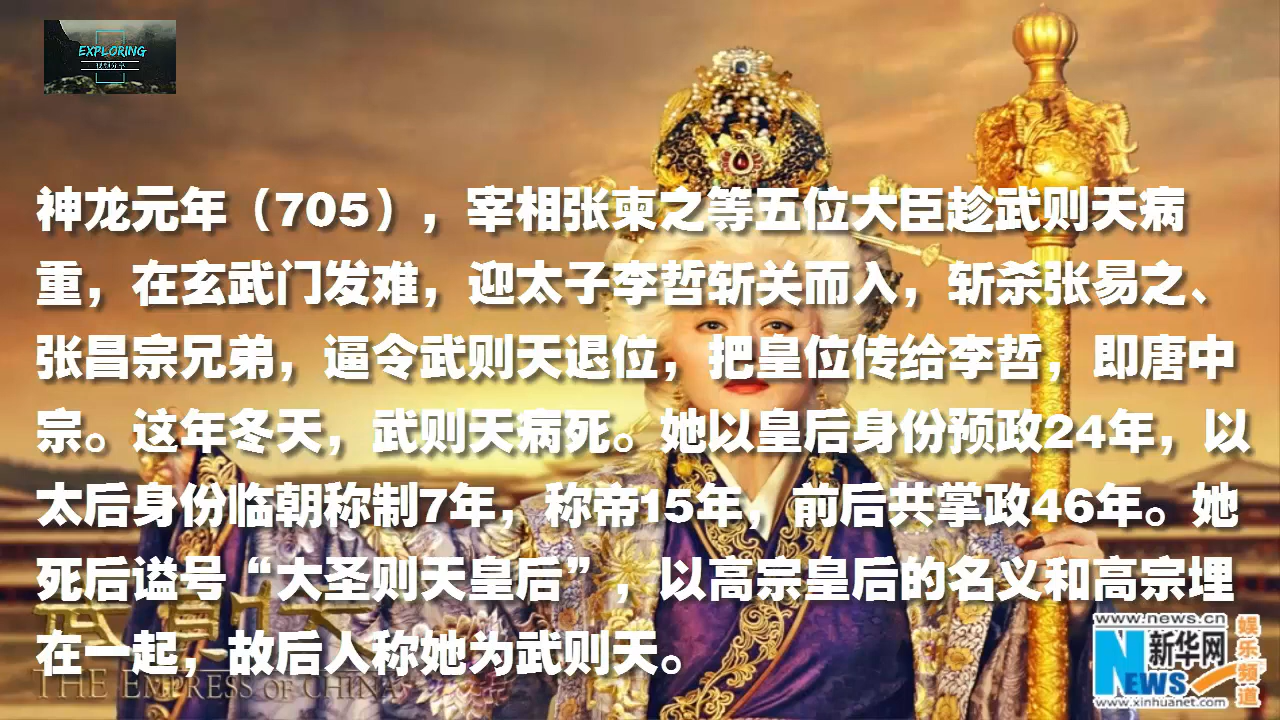 EXPLORING
神龙元年（705），宰相张柬之等五位大臣趁武则天病
重，在玄武门发难，迎太子李哲斩关而入，斩杀张易之、
张昌宗兄弟，逼令武则天退位，把皇位传给李哲，即唐中
宗。这年冬天，武则天病死。她以皇后身份预政24年，以
太后身份临朝称制7年，称帝15年，前后共掌政46年。她
死后谥号“大圣则天皇后”，以高宗皇后的名义和高宗埋
在一起，故后人称她为武则天。
THE EMPRESS OF CHINA
www.news.cn
新华网
NEWS
www.xinhuanet.com
娱乐频道